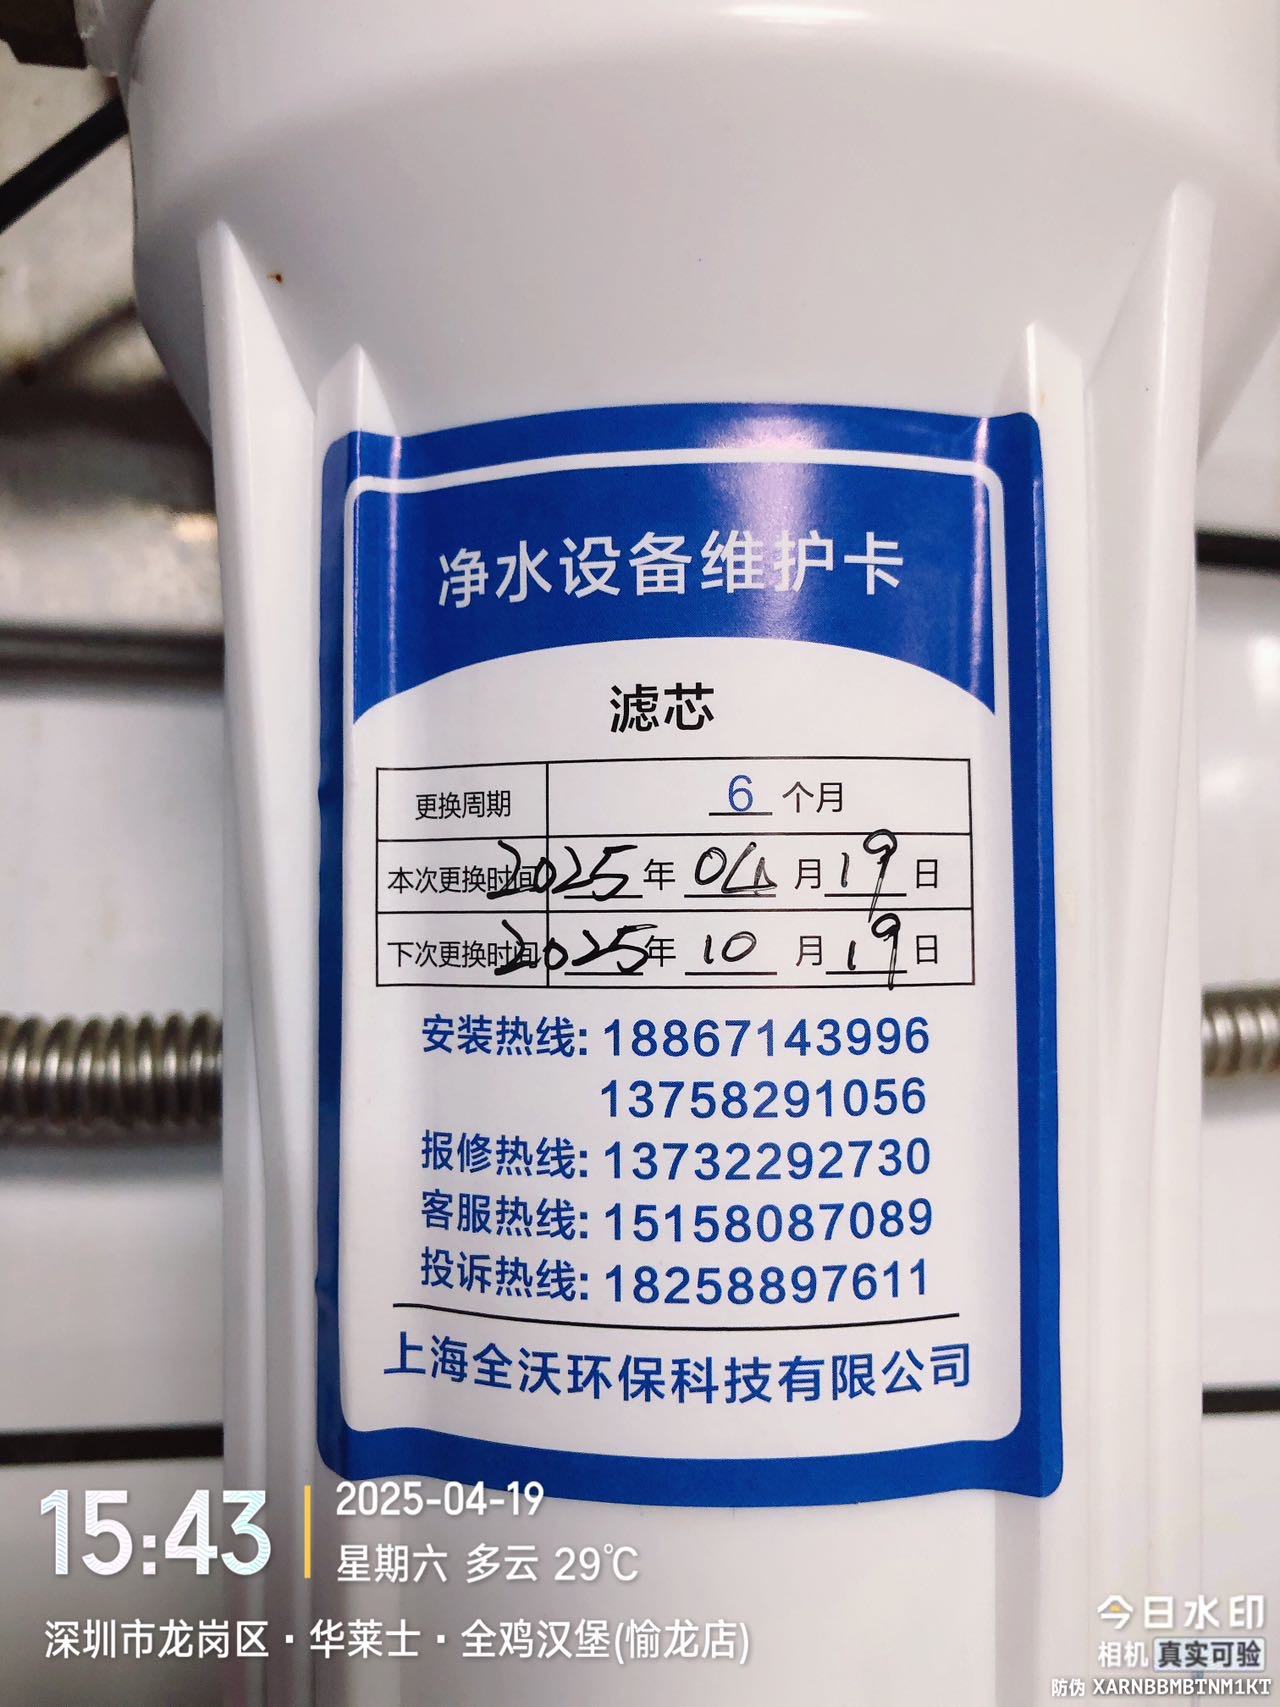 净水设备维护卡
滤芯
更换周期 6 个月
本次更换时间 2025 年 04 月 19 日
下次更换时间 2025 年 10 月 19 日
安装热线: 18867143996
13758291056
报修热线: 13732292730
客服热线: 15158087089
投诉热线: 18258897611
上海全沃环保科技有限公司
15:43
2025-04-19
星期六 多云 29℃
深圳市龙岗区·华莱士·全鸡汉堡(愉龙店)
今日水印
相机 真实可验
防伪 XARNBBMBTNM1KT